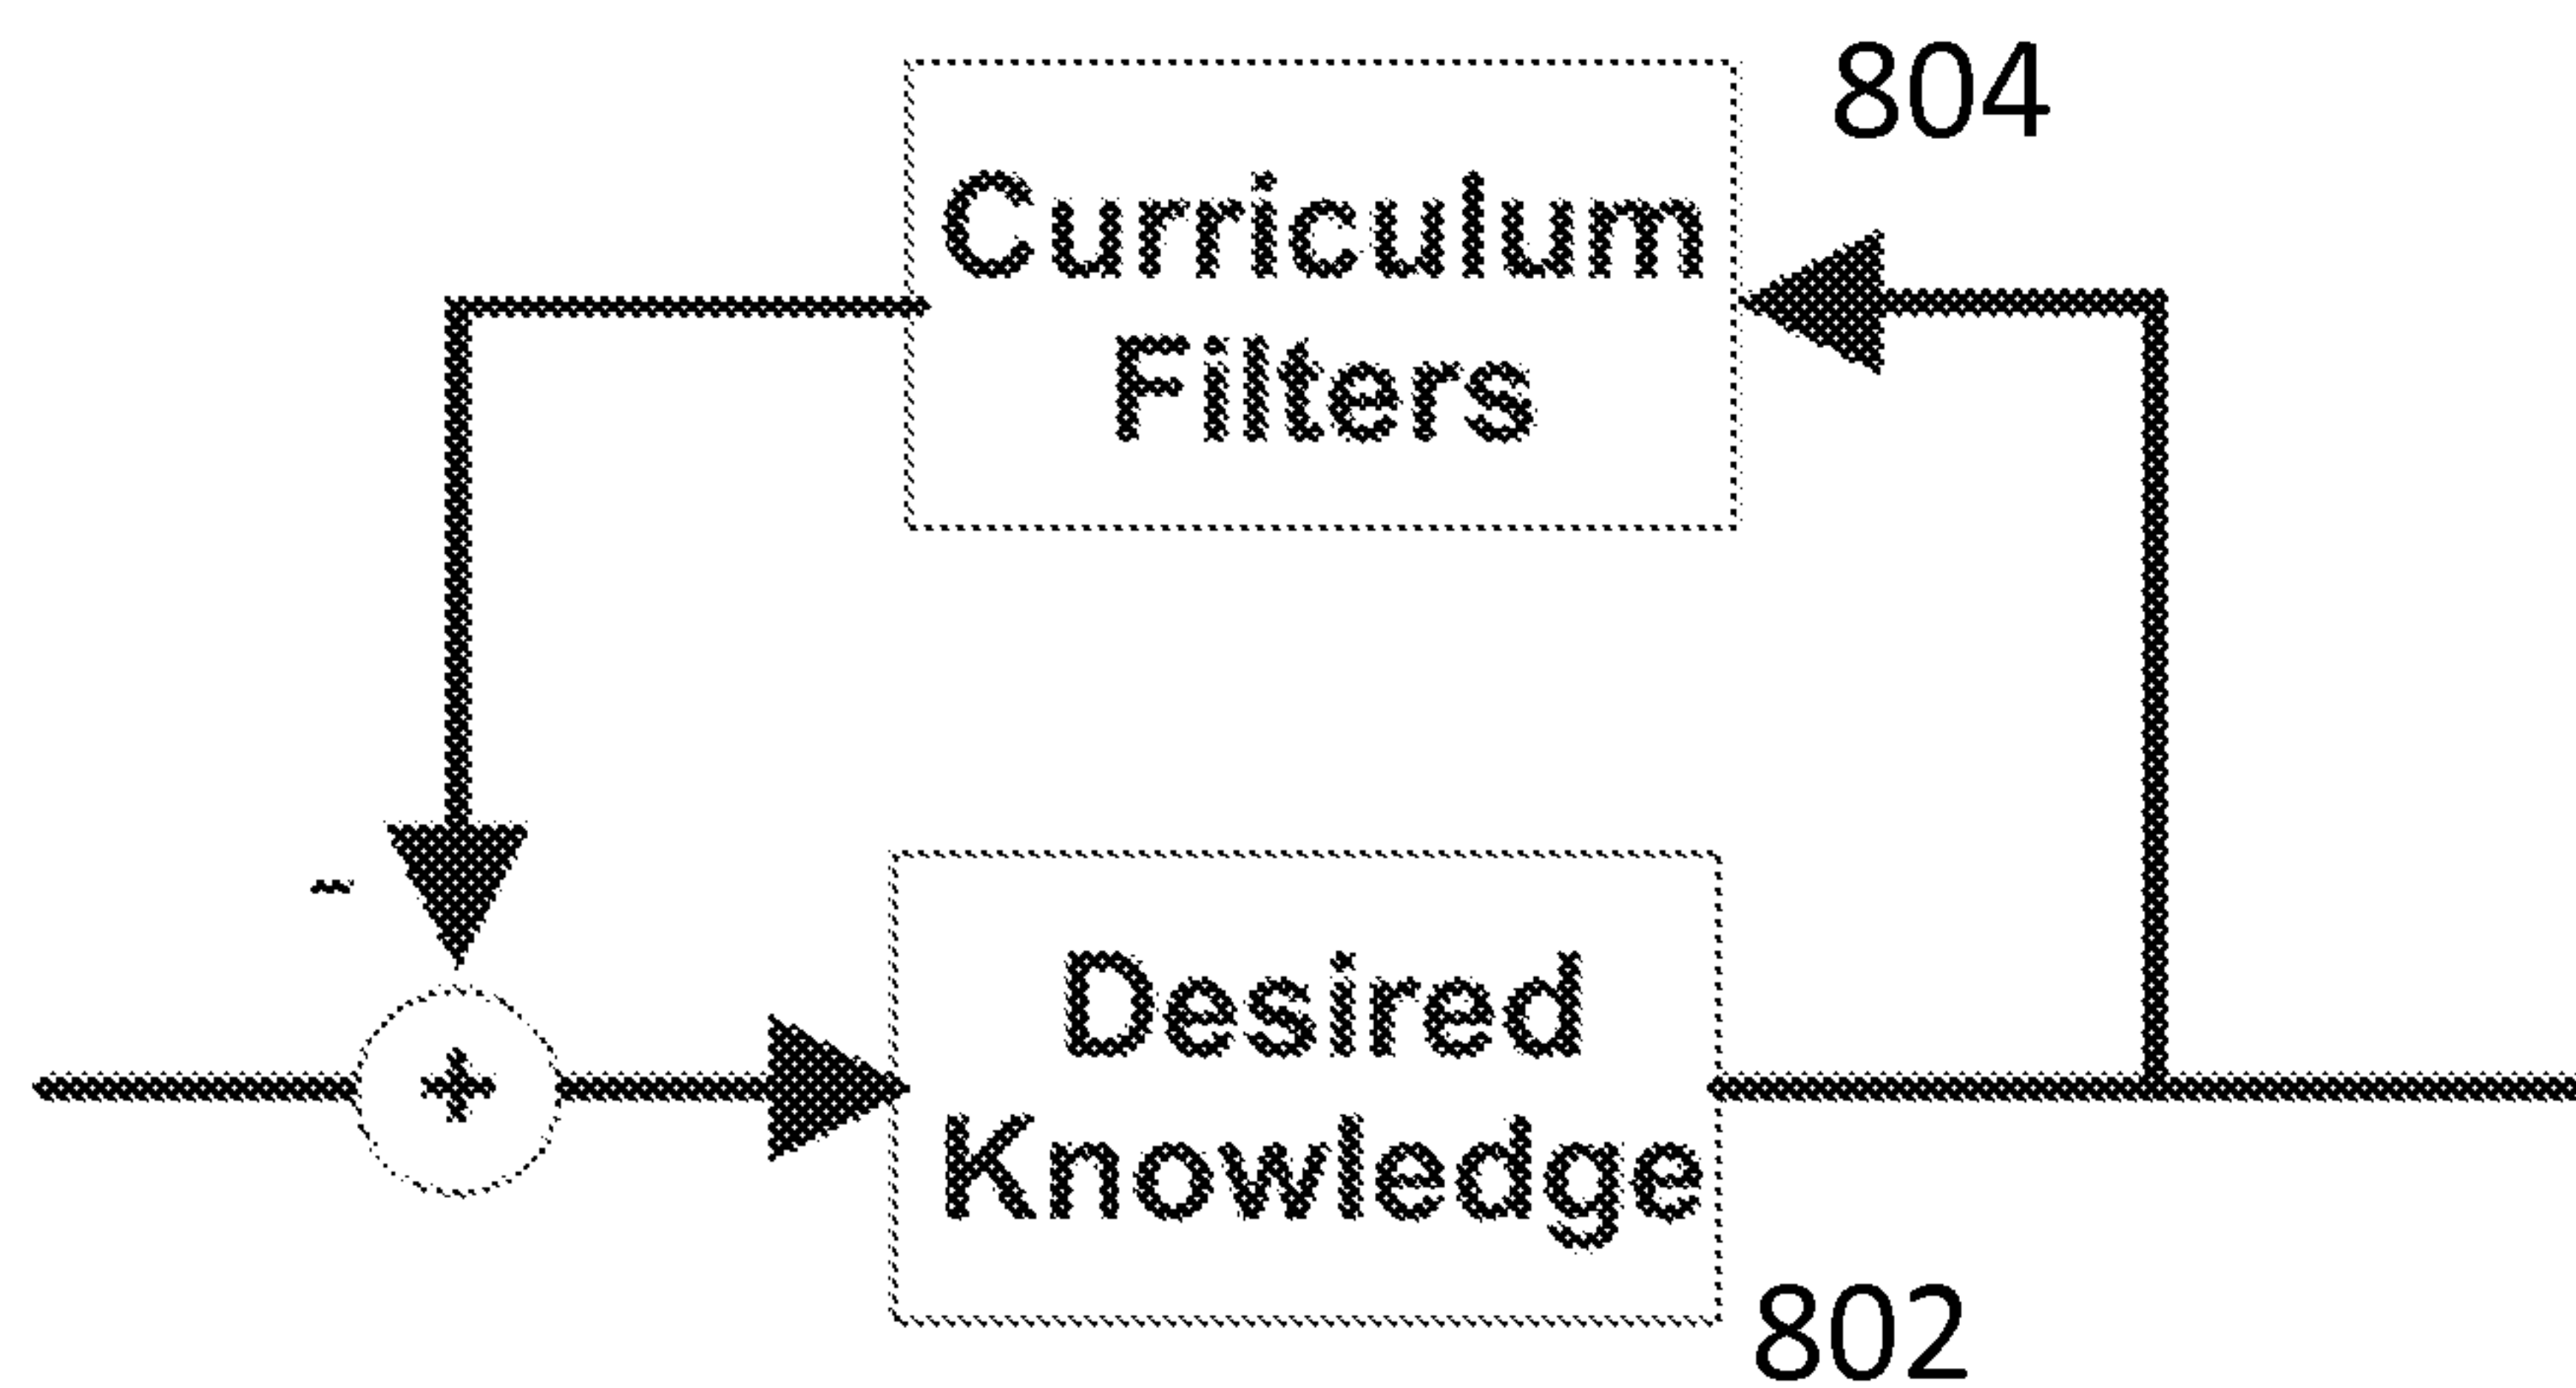 804
Curriculum
Filters
-
+
Desired
Knowledge
802